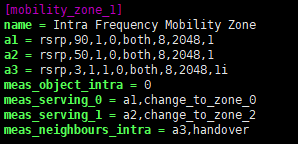 [mobility_zone_1]
name = Intra Frequency Mobility Zone
a1 = rsrp,90,1,0,both,8,2048,1
a2 = rsrp,50,1,0,both,8,2048,1
a3 = rsrp,3,1,1,0,both,8,2048,1i
meas_object_intra = 0
meas_serving_0 = a1,change_to_zone_0
meas_serving_1 = a2,change_to_zone_2
meas_neighbours_intra = a3,handover